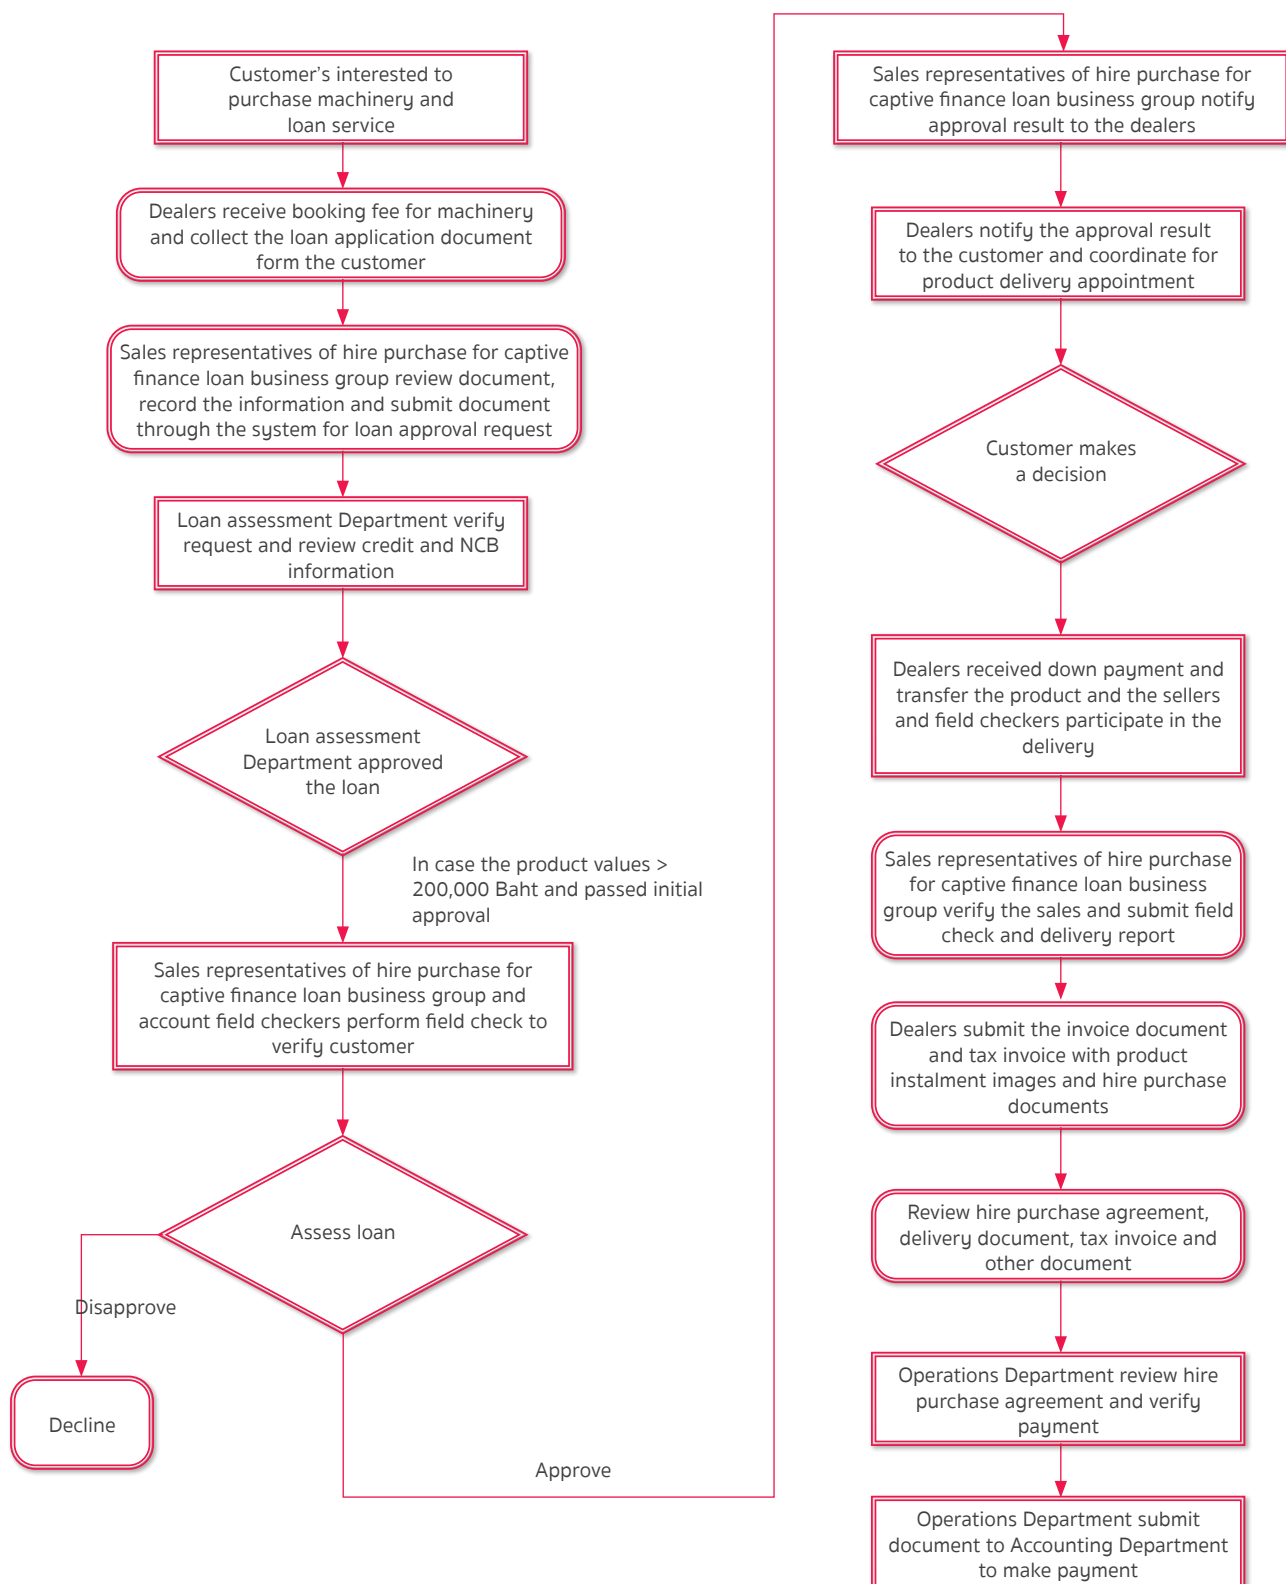 Customer's interested to
purchase machinery and
loan service
Dealers receive booking fee for machinery
and collect the loan application document
form the customer
Sales representatives of hire purchase for captive
finance loan business group review document,
record the information and submit document
through the system for loan approval request
Loan assessment Department verify
request and review credit and NCB
information
Loan assessment
Department approved
the loan
In case the product values >
200,000 Baht and passed initial
approval
Sales representatives of hire purchase for
captive finance loan business group and
account field checkers perform field check to
verify customer
Assess loan
Disapprove
Decline
Approve
Sales representatives of hire purchase for
captive finance loan business group notify
approval result to the dealers
Dealers notify the approval result
to the customer and coordinate for
product delivery appointment
Customer makes
a decision
Dealers received down payment and
transfer the product and the sellers
and field checkers participate in the
delivery
Sales representatives of hire purchase
for captive finance loan business
group verify the sales and submit field
check and delivery report
Dealers submit the invoice document
and tax invoice with product
instalment images and hire purchase
documents
Review hire purchase agreement,
delivery document, tax invoice and
other document
Operations Department review hire
purchase agreement and verify
payment
Operations Department submit
document to Accounting Department
to make payment